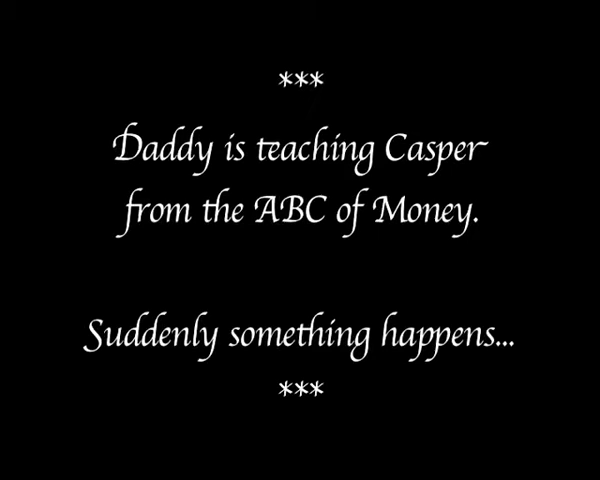 ***
Daddy is teaching Casper
from the ABC of Money.
Suddenly something happens...
***